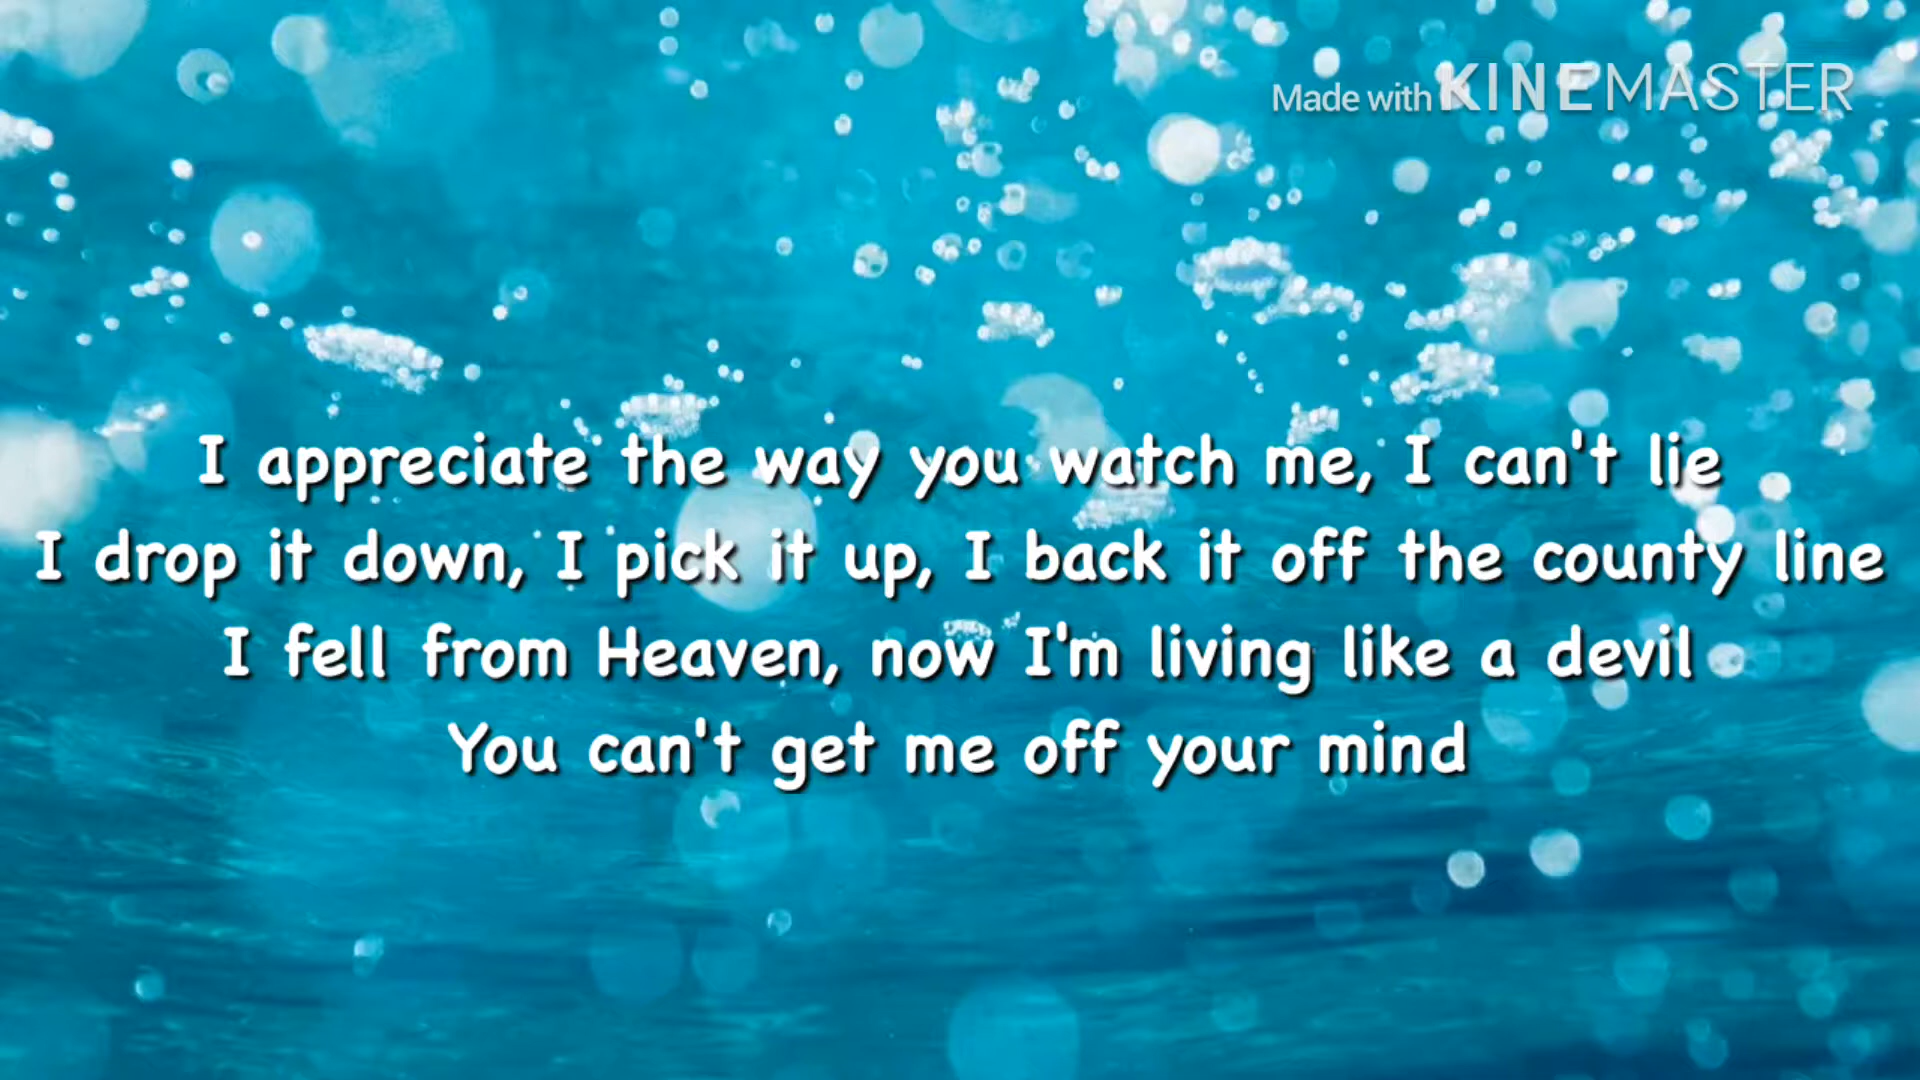 Made with KINEMASTER
I appreciate the way you watch me, I can't lie
I drop it down, I pick it up, I back it off the county line
I fell from Heaven, now I'm living like a devil
You can't get me off your mind